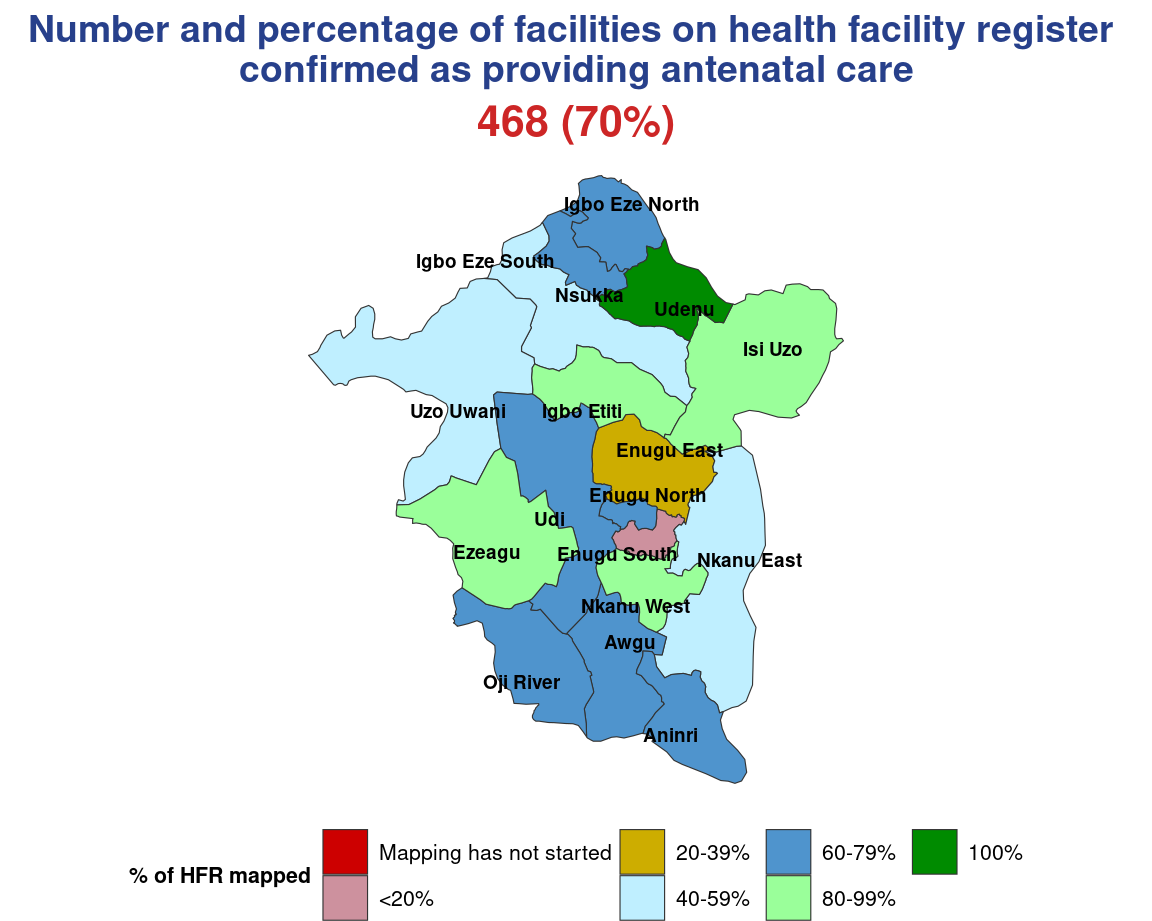 Number and percentage of facilities on health facility register
confirmed as providing antenatal care
468 (70%)
Igbo Eze North
Igbo Eze South
Nsukka
Udenu
Isi Uzo
Uzo Uwani
Igbo Etiti
Enugu East
Enugu North
Udi
Ezeagu
Enugu South
Nkanu East
Nkanu West
Awgu
Oji River
Aninri
% of HFR mapped
Mapping has not started
<20%
20-39%
40-59%
60-79%
80-99%
100%